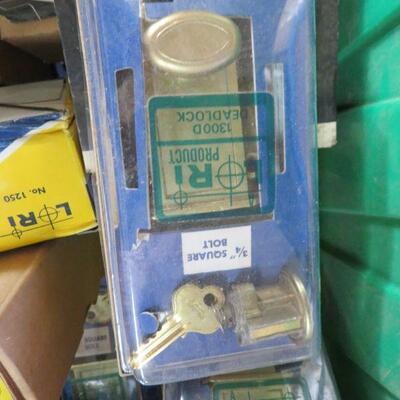 LORI
PRODUCT
1300D
DEADLOCK
3/4" SQUARE
BOLT
LORI
No. 1250